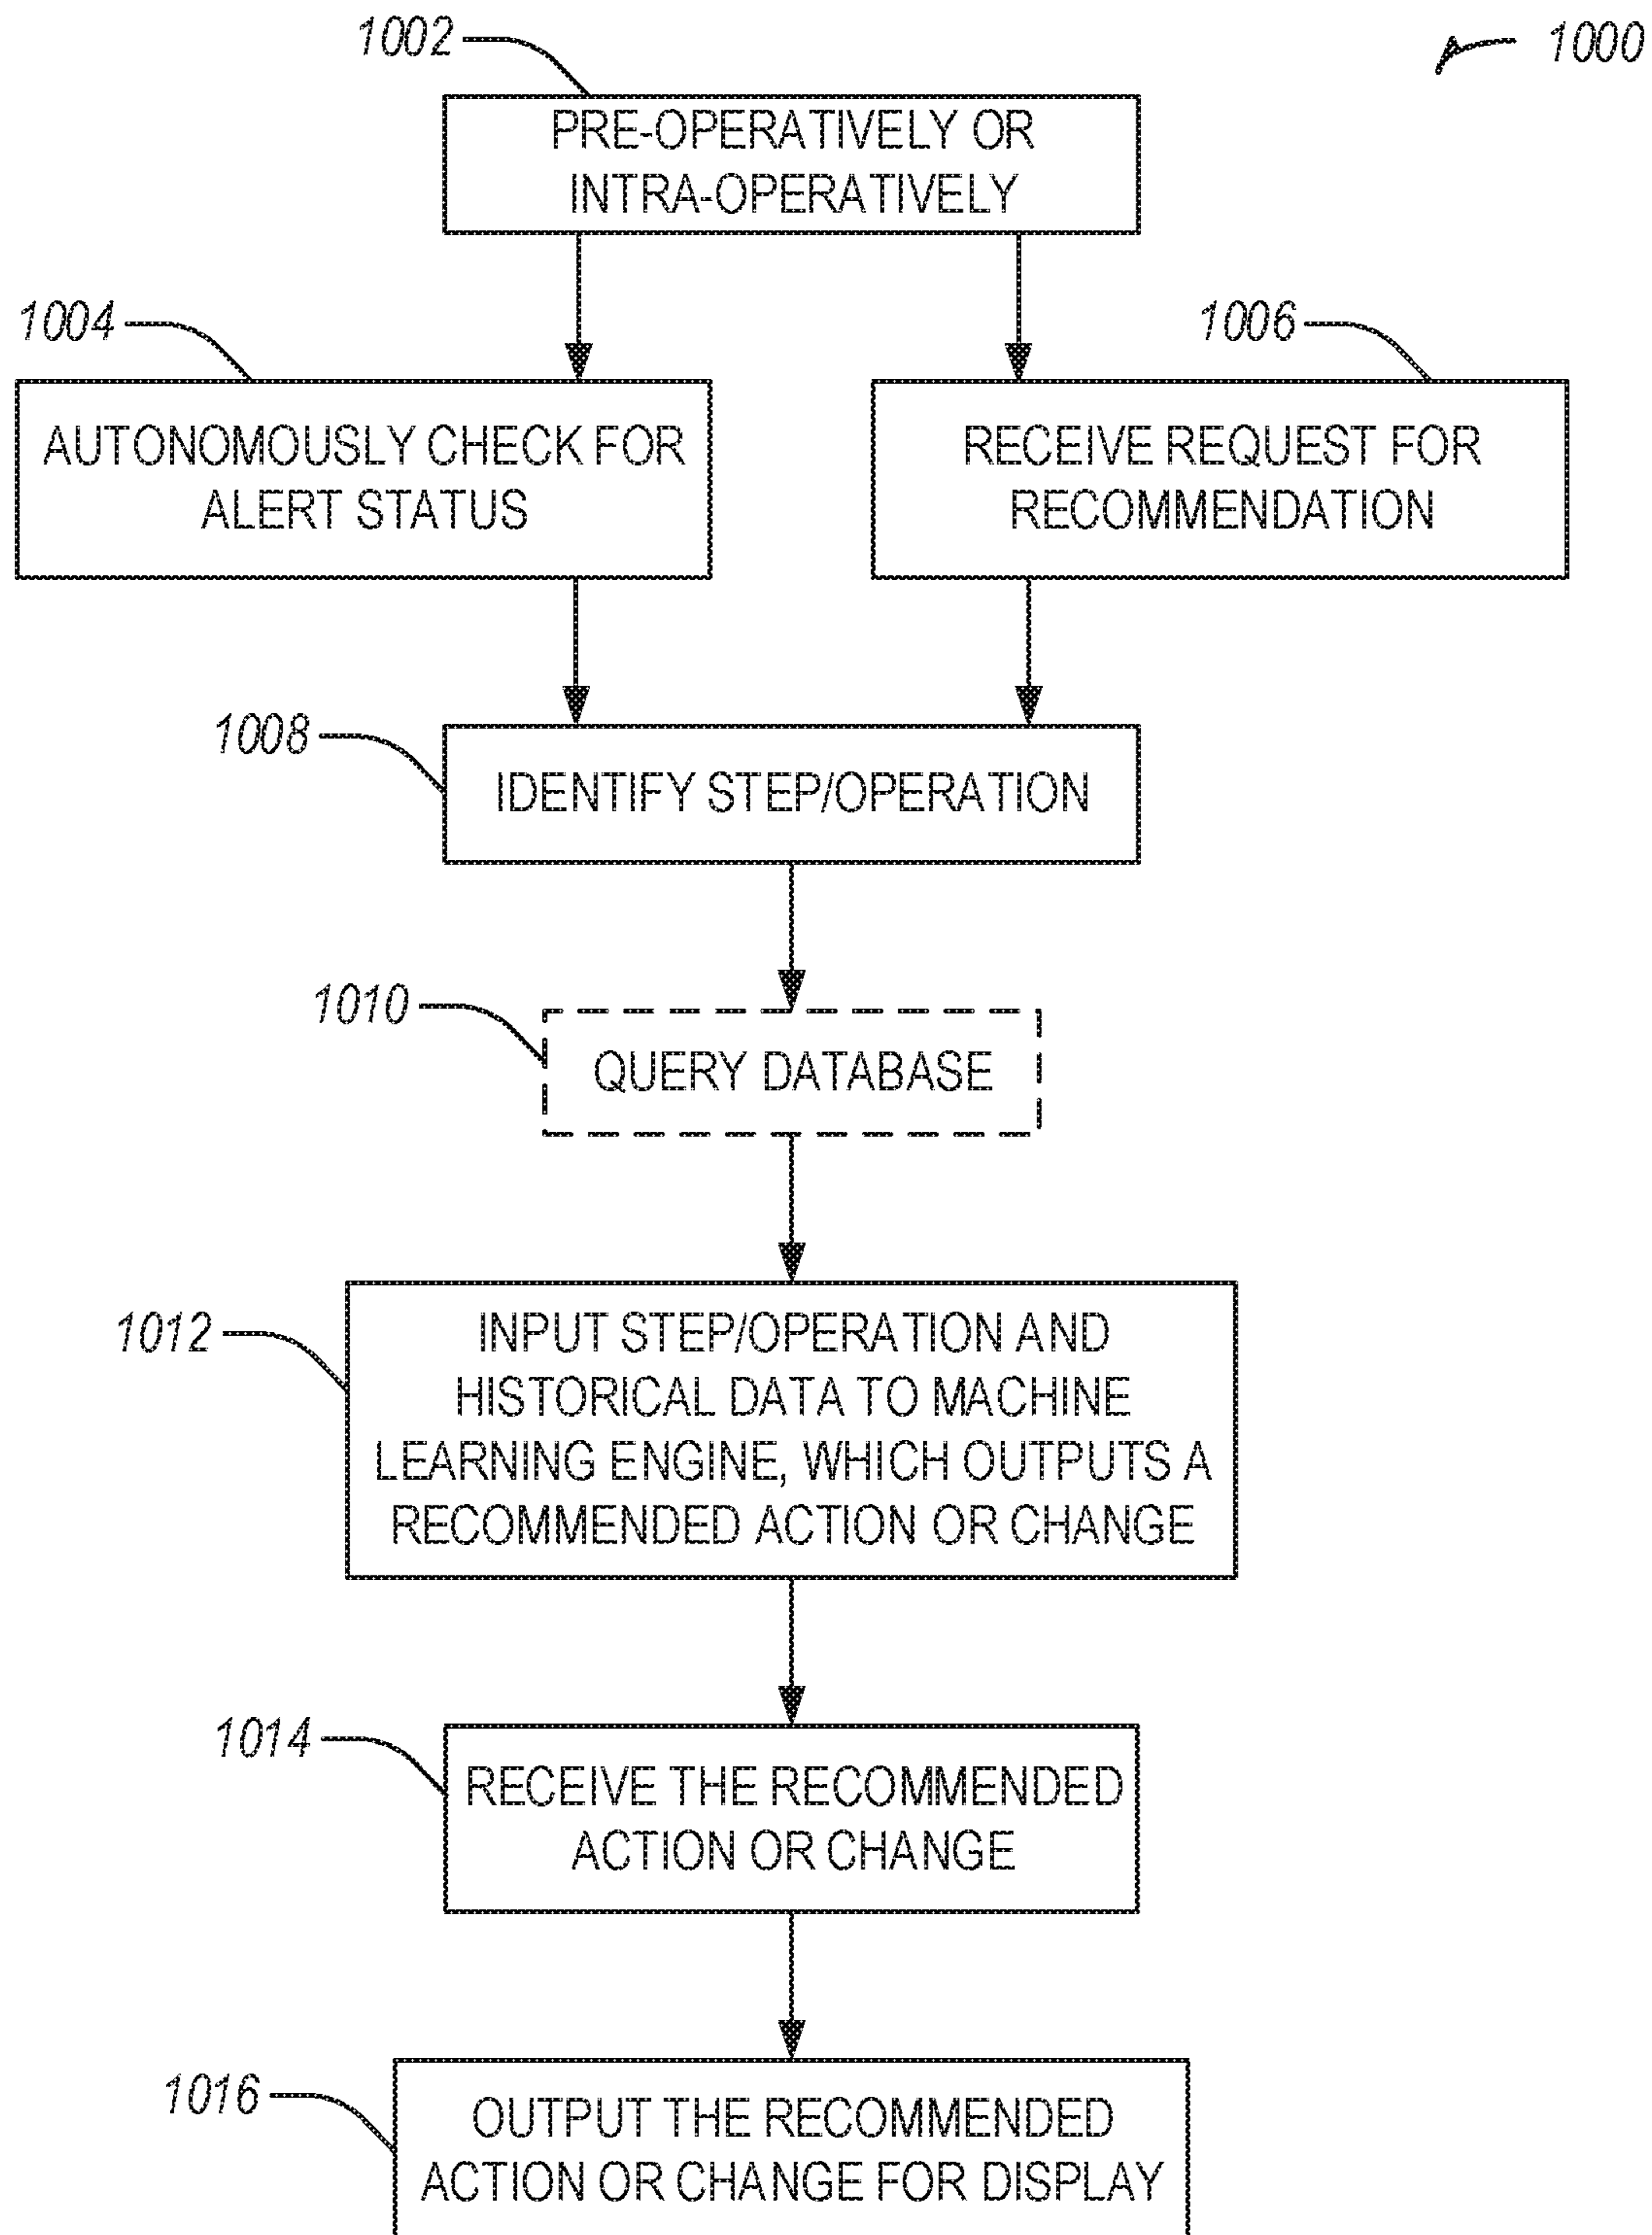 1002
1000
PRE-OPERATIVELY OR
INTRA-OPERATIVELY
1004
1006
AUTONOMOUSLY CHECK FOR
ALERT STATUS
RECEIVE REQUEST FOR
RECOMMENDATION
1008
IDENTIFY STEP/OPERATION
1010
QUERY DATABASE
1012
INPUT STEP/OPERATION AND
HISTORICAL DATA TO MACHINE
LEARNING ENGINE, WHICH OUTPUTS A
RECOMMENDED ACTION OR CHANGE
1014
RECEIVE THE RECOMMENDED
ACTION OR CHANGE
1016
OUTPUT THE RECOMMENDED
ACTION OR CHANGE FOR DISPLAY